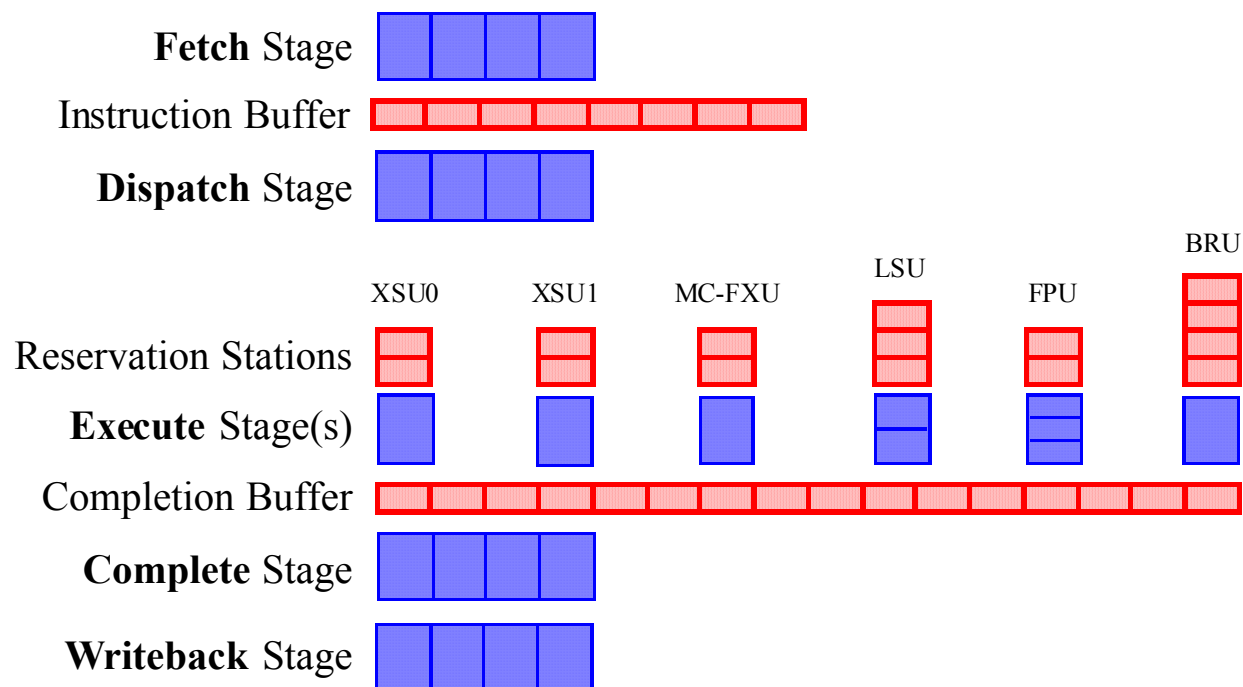 Fetch Stage
Instruction Buffer
Dispatch Stage
BRU
LSU
XSU0 XSU1 MC-FXU FPU
Reservation Stations
Execute Stage(s)
Completion Buffer
Complete Stage
Writeback Stage